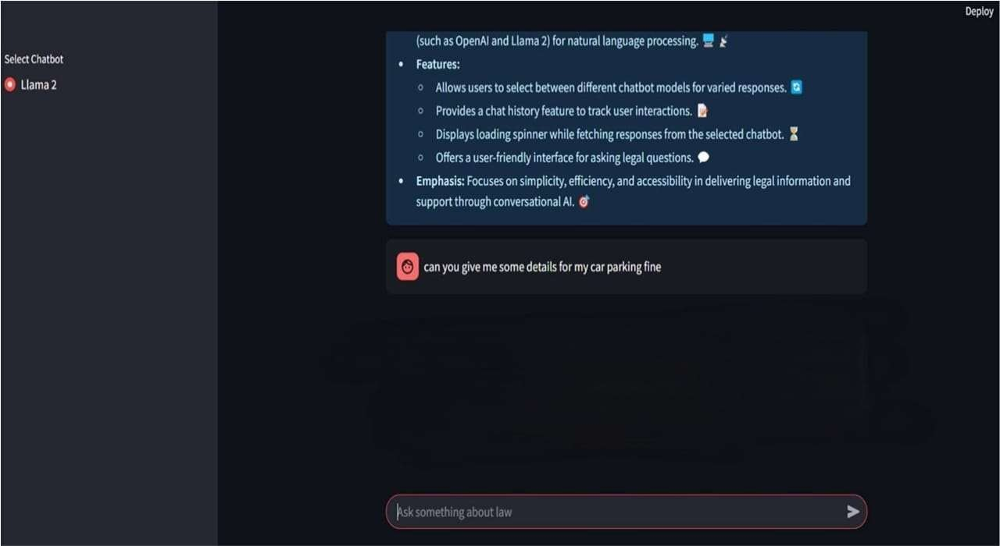 Deploy
Select Chatbot
Llama 2
(such as OpenAI and Llama 2) for natural language processing. 🖥️ 📡
• Features:
○ Allows users to select between different chatbot models for varied responses. 🔄
○ Provides a chat history feature to track user interactions. 📝
○ Displays loading spinner while fetching responses from the selected chatbot. ⏳
○ Offers a user-friendly interface for asking legal questions. 💬
• Emphasis: Focuses on simplicity, efficiency, and accessibility in delivering legal information and
support through conversational AI. 🎯
can you give me some details for my car parking fine
Ask something about law